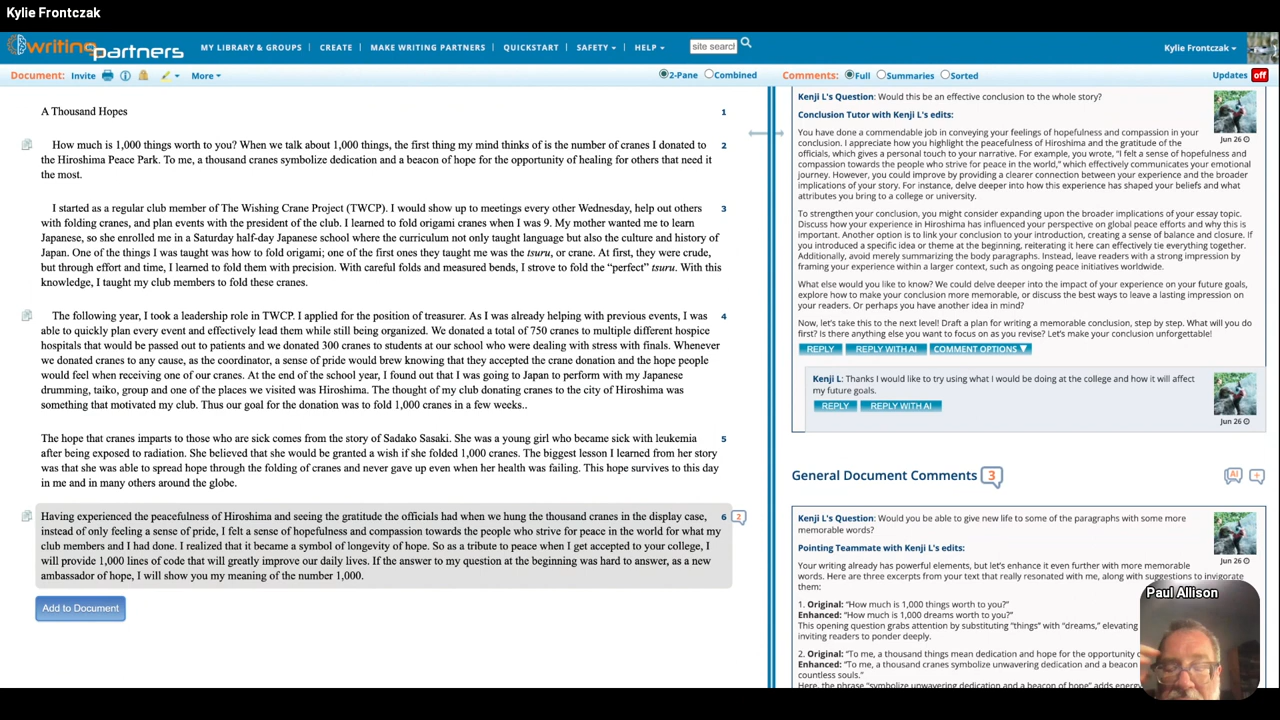 Kylie Frontczak
writing partners
MY LIBRARY & GROUPS | CREATE | MAKE WRITING PARTNERS | QUICKSTART | SAFETY | HELP
site searcl
Kylie Frontczak
Document: Invite More
2-Pane Combined
Comments: Full Summaries Sorted
Updates off
A Thousand Hopes 1
How much is 1,000 things worth to you? When we talk about 1,000 things, the first thing my mind thinks of is the number of cranes I donated to 2
the Hiroshima Peace Park. To me, a thousand cranes symbolize dedication and a beacon of hope for the opportunity of healing for others that need it
the most.
I started as a regular club member of The Wishing Crane Project (TWCP). I would show up to meetings every other Wednesday, help out others 3
with folding cranes, and plan events with the president of the club. I learned to fold origami cranes when I was 9. My mother wanted me to learn
Japanese, so she enrolled me in a Saturday half-day Japanese school where the curriculum not only taught language but also the culture and history of
Japan. One of the things I was taught was how to fold origami; one of the first ones they taught me was the tsuru, or crane. At first, they were crude,
but through effort and time, I learned to fold them with precision. With careful folds and measured bends, I strove to fold the “perfect” tsuru. With this
knowledge, I taught my club members to fold these cranes.
The following year, I took a leadership role in TWCP. I applied for the position of treasurer. As I was already helping with previous events, I was 4
able to quickly plan every event and effectively lead them while still being organized. We donated a total of 750 cranes to multiple different hospice
hospitals that would be passed out to patients and we donated 300 cranes to students at our school who were dealing with stress with finals. Whenever
we donated cranes to any cause, as the coordinator, a sense of pride would brew knowing that they accepted the crane donation and the hope people
would feel when receiving one of our cranes. At the end of the school year, I found out that I was going to Japan to perform with my Japanese
drumming, taiko, group and one of the places we visited was Hiroshima. The thought of my club donating cranes to the city of Hiroshima was
something that motivated my club. Thus our goal for the donation was to fold 1,000 cranes in a few weeks..
The hope that cranes imparts to those who are sick comes from the story of Sadako Sasaki. She was a young girl who became sick with leukemia 5
after being exposed to radiation. She believed that she would be granted a wish if she folded 1,000 cranes. The biggest lesson I learned from her story
was that she was able to spread hope through the folding of cranes and never gave up even when her health was failing. This hope survives to this day
in me and in many others around the globe.
Having experienced the peacefulness of Hiroshima and seeing the gratitude the officials had when we hung the thousand cranes in the display case, 6 2
instead of only feeling a sense of pride, I felt a sense of hopefulness and compassion towards the people who strive for peace in the world for what my
club members and I had done. I realized that it became a symbol of longevity of hope. So as a tribute to peace when I get accepted to your college, I
will provide 1,000 lines of code that will greatly improve our daily lives. If the answer to my question at the beginning was hard to answer, as a new
ambassador of hope, I will show you my meaning of the number 1,000.
Add to Document
Kenji L's Question: Would this be an effective conclusion to the whole story?
Conclusion Tutor with Kenji L's edits:
Jun 26
You have done a commendable job in conveying your feelings of hopefulness and compassion in your
conclusion. I appreciate how you highlight the peacefulness of Hiroshima and the gratitude of the
officials, which gives a personal touch to your narrative. For example, you wrote, "I felt a sense of hopefulness and
compassion towards the people who strive for peace in the world," which effectively communicates your emotional
journey. However, you could improve by providing a clearer connection between your experience and the broader
implications of your story. For instance, delve deeper into how this experience has shaped your beliefs and what
attributes you bring to a college or university.
To strengthen your conclusion, you might consider expanding upon the broader implications of your essay topic.
Discuss how your experience in Hiroshima has influenced your perspective on global peace efforts and why this is
important. Another option is to link your conclusion to your introduction, creating a sense of balance and closure. If
you introduced a specific idea or theme at the beginning, reiterating it here can effectively tie everything together.
Additionally, avoid merely summarizing the body paragraphs. Instead, leave readers with a strong impression by
framing your experience within a larger context, such as ongoing peace initiatives worldwide.
What else would you like to know? We could delve deeper into the impact of your experience on your future goals,
explore how to make your conclusion more memorable, or discuss the best ways to leave a lasting impression on
your readers. Or perhaps you have another idea in mind?
Now, let's take this to the next level! Draft a plan for writing a memorable conclusion, step by step. What will you do
first? Is there anything else you want to focus on as you revise? Let's make your conclusion unforgettable!
REPLY REPLY WITH AI COMMENT OPTIONS
Kenji L: Thanks I would like to try using what I would be doing at the college and how it will affect
my future goals.
REPLY REPLY WITH AI
Jun 26
General Document Comments 3
AI
Kenji L's Question: Would you be able to give new life to some of the paragraphs with some more
memorable words?
Pointing Teammate with Kenji L's edits:
Jun 26
Your writing already has powerful elements, but let's enhance it even further with more memorable
words. Here are three excerpts from your text that really resonated with me, along with suggestions to invigorate
them:
1. Original: "How much is 1,000 things worth to you?"
Enhanced: "How much is 1,000 dreams worth to you?"
This opening question grabs attention by substituting "things" with "dreams," elevating
inviting readers to ponder deeply.
2. Original: "To me, a thousand things mean dedication and hope for the opportunity
Enhanced: "To me, a thousand cranes symbolize unwavering dedication and a beacon
countless souls."
Here, the phrase "symbolize unwavering dedication and a beacon of hope" adds energy
Paul Allison